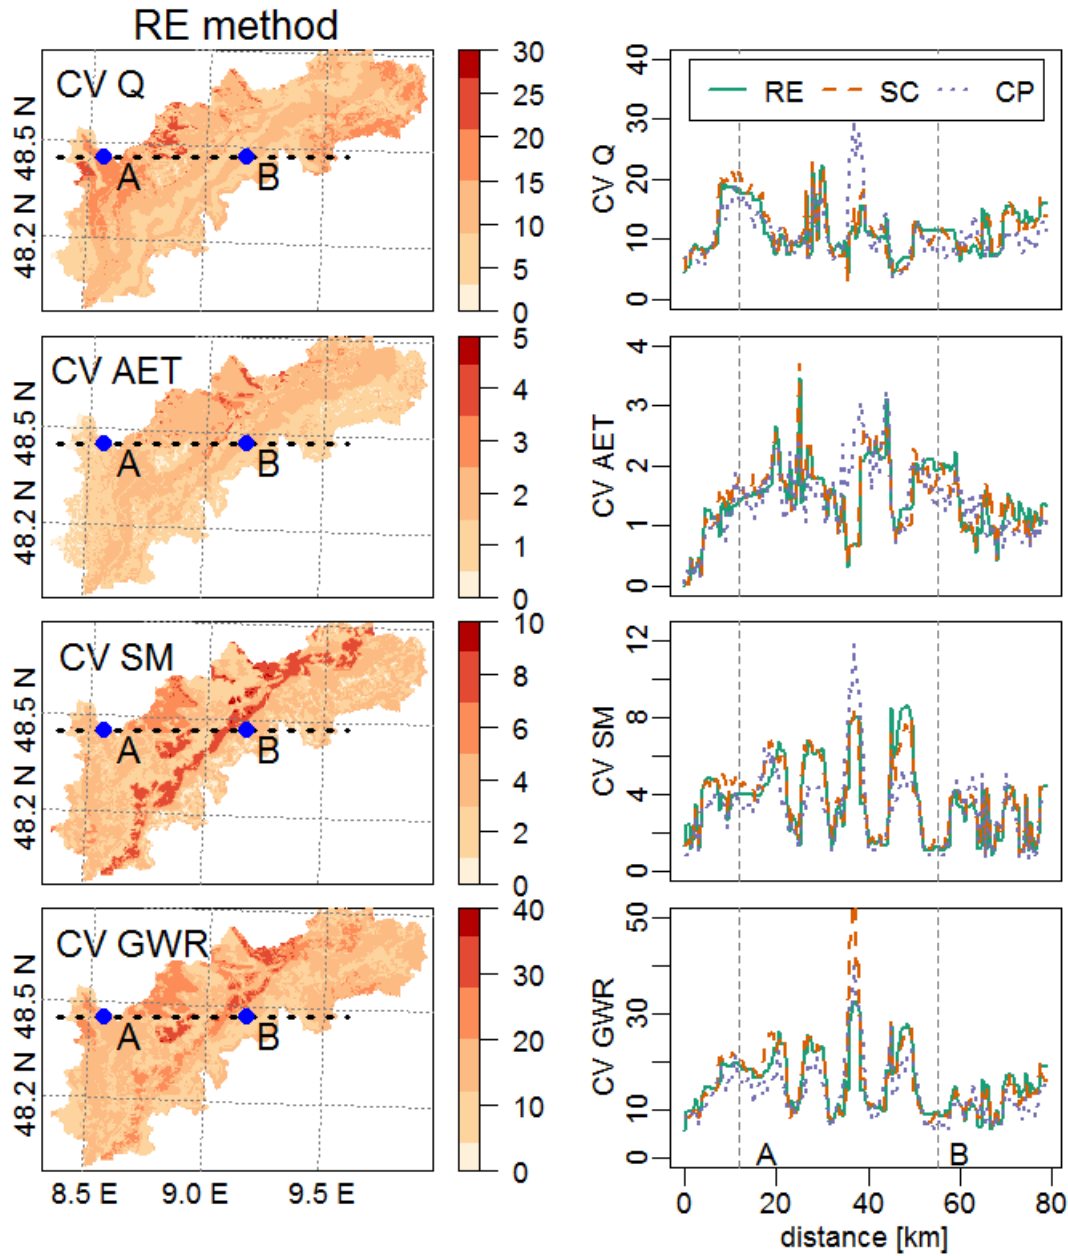 RE method
CV Q
A
B
48.5 N
48.2 N
30
25
20
15
10
5
0
CV AET
A
B
48.5 N
48.2 N
5
4
3
2
1
0
CV SM
A
B
48.5 N
48.2 N
10
8
6
4
2
0
CV GWR
A
B
48.5 N
48.2 N
40
30
20
10
0
8.5 E 9.0 E 9.5 E
RE SC CP
CV Q
40
30
20
10
0
CV AET
4
3
2
1
0
CV SM
12
8
4
0
CV GWR
50
30
10
0
A B
0 20 40 60 80
distance [km]